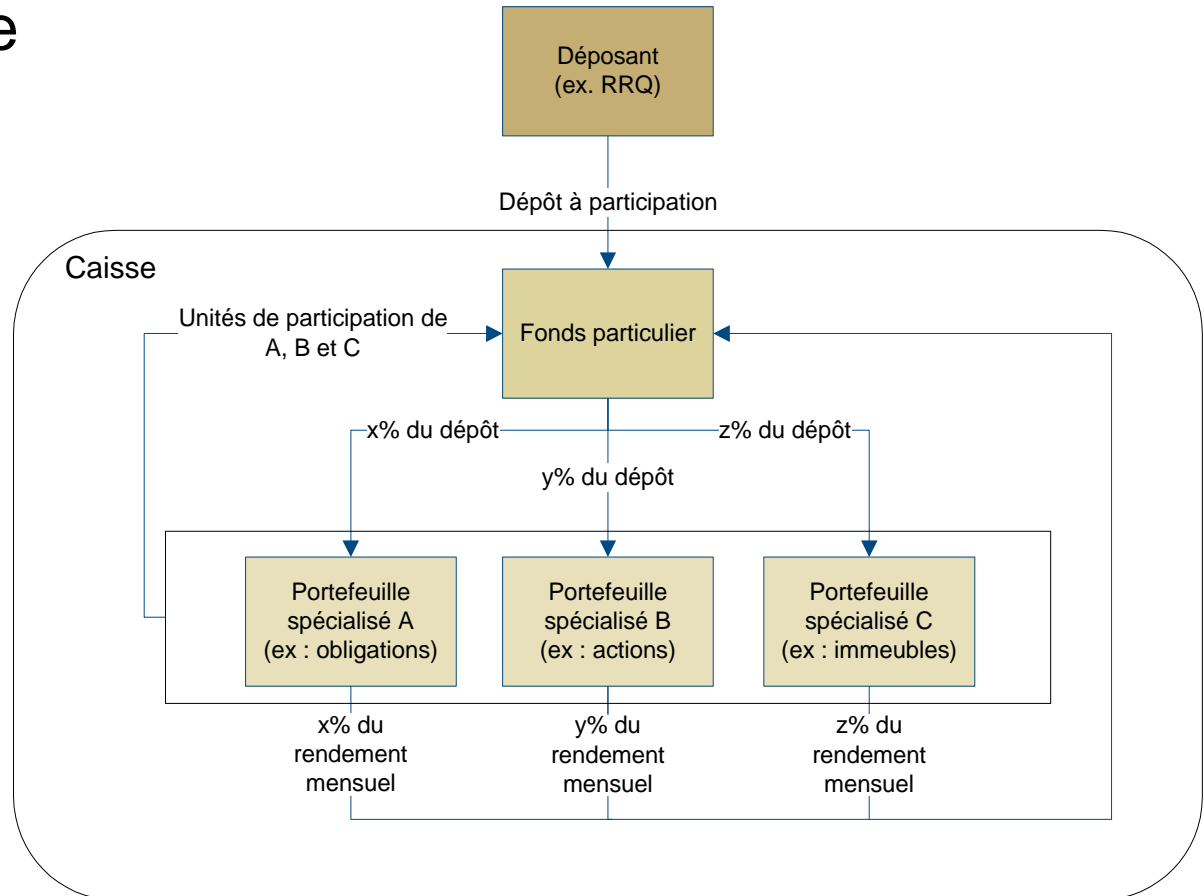 e
Déposant
(ex. RRQ)
Dépôt à participation
Caisse
Unités de participation de
A, B et C
Fonds particulier
x% du dépôt
z% du dépôt
y% du dépôt
Portefeuille
spécialisé A
(ex : obligations)
Portefeuille
spécialisé B
(ex : actions)
Portefeuille
spécialisé C
(ex : immeubles)
x% du
rendement
mensuel
y% du
rendement
mensuel
z% du
rendement
mensuel